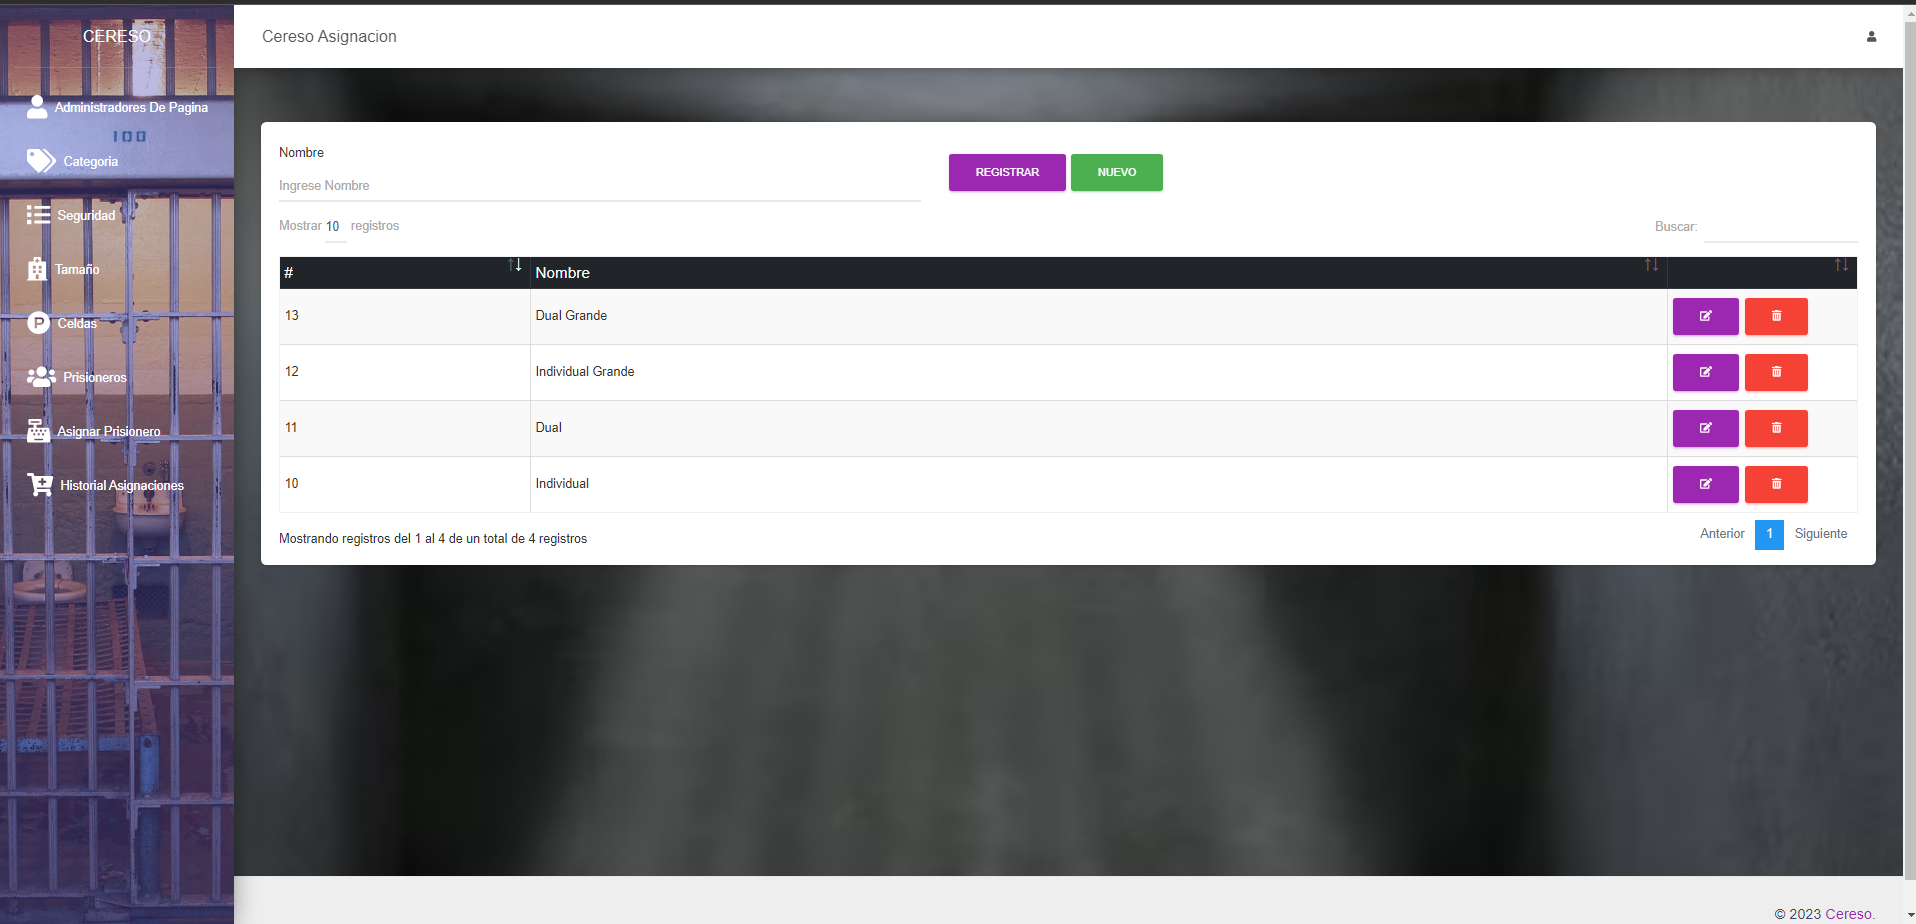 CERESO
Administradores De Pagina
100
Categoria
Seguridad
Tamaño
Celdas
Prisioneros
Asignar Prisionero
Historial Asignaciones
Cereso Asignacion
Nombre
Ingrese Nombre
REGISTRAR NUEVO
Mostrar 10 registros Buscar:
# Nombre
13 Dual Grande
12 Individual Grande
11 Dual
10 Individual
Mostrando registros del 1 al 4 de un total de 4 registros
Anterior 1 Siguiente
© 2023 Cereso.